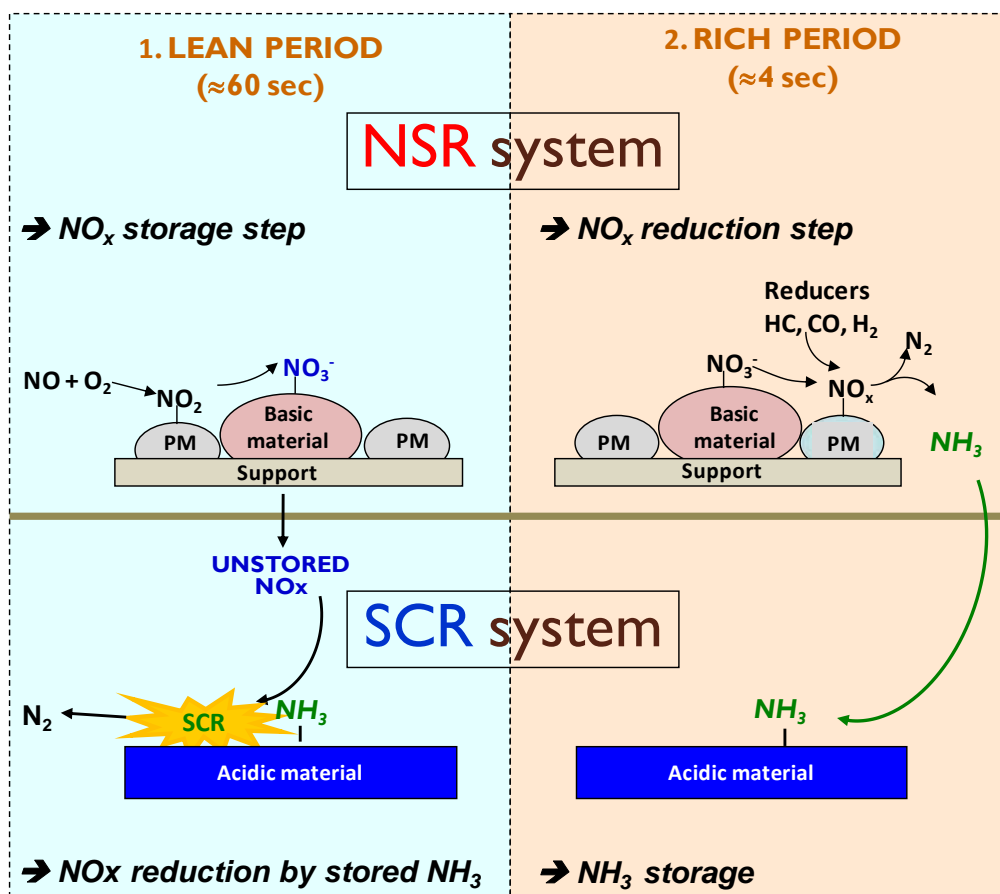 1. LEAN PERIOD
(≈60 sec)
2. RICH PERIOD
(≈4 sec)
NSR system
➔ NOx storage step
➔ NOx reduction step
NO + O2
NO2
NO3-
Basic
material
PM
PM
Support
Reducers
HC, CO, H2
N2
NO3-
NOx
PM
Basic
material
PM
NH3
Support
UNSTORED
NOx
SCR system
N2
SCR
NH3
Acidic material
NH3
Acidic material
➔ NOx reduction by stored NH3
➔ NH3 storage